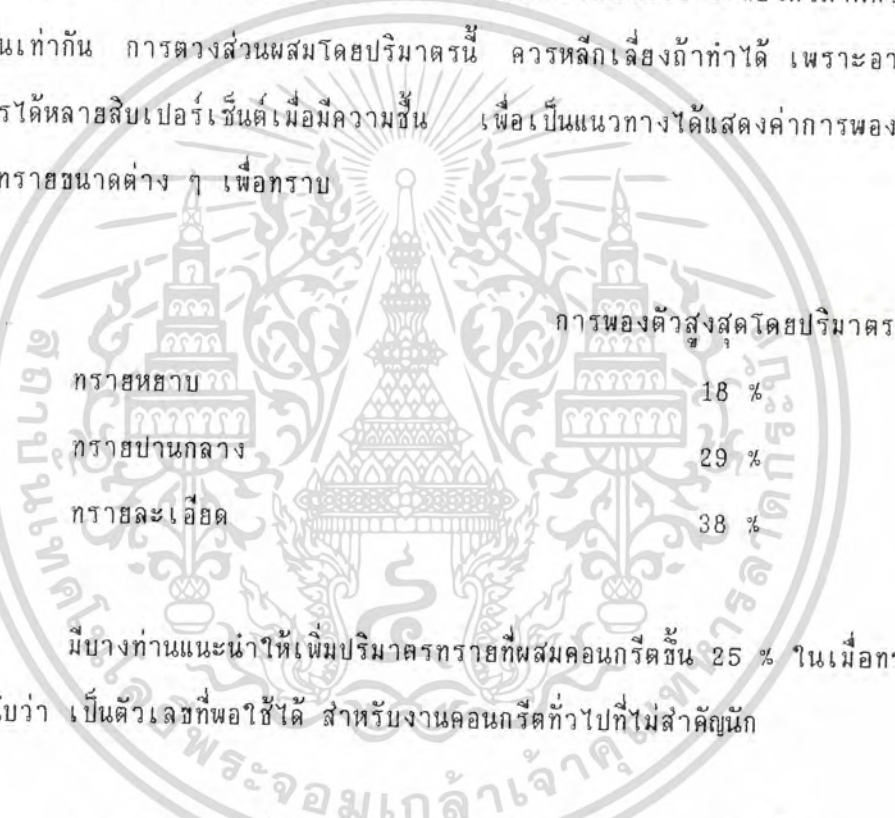 นเท่ากัน การตวงส่วนผสมโดยปริมาตรนี้ ควรหลีกเลี่ยงถ้าทำได้ เพราะอา
รได้หลายสิบเปอร์เซ็นต์เมื่อมีความชื้น เพื่อเป็นแนวทางได้แสดงค่าการพอง
ทรายขนาดต่าง ๆ เพื่อทราบ
การพองตัวสูงสุดโดยปริมาตร
ทรายหยาบ 18 %
ทรายปานกลาง 29 %
ทรายละเอียด 38 %
มีบางท่านแนะนำให้เพิ่มปริมาตรทรายที่ผสมคอนกรีตขึ้น 25 % ในเมื่อทร
บว่า เป็นตัวเลขที่พอใช้ได้ สำหรับงานคอนกรีตทั่วไปที่ไม่สำคัญนัก